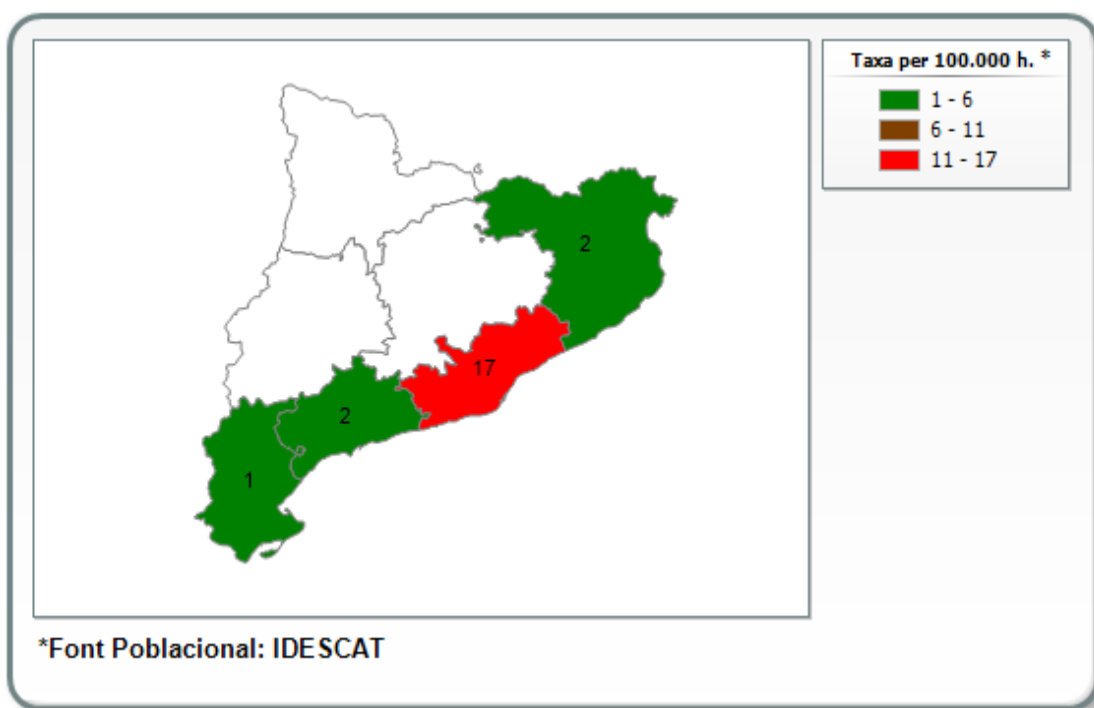 Taxa per 100.000 h. *
1 - 6
6 - 11
11 - 17
2
17
2
1
*Font Poblacional: IDESCAT